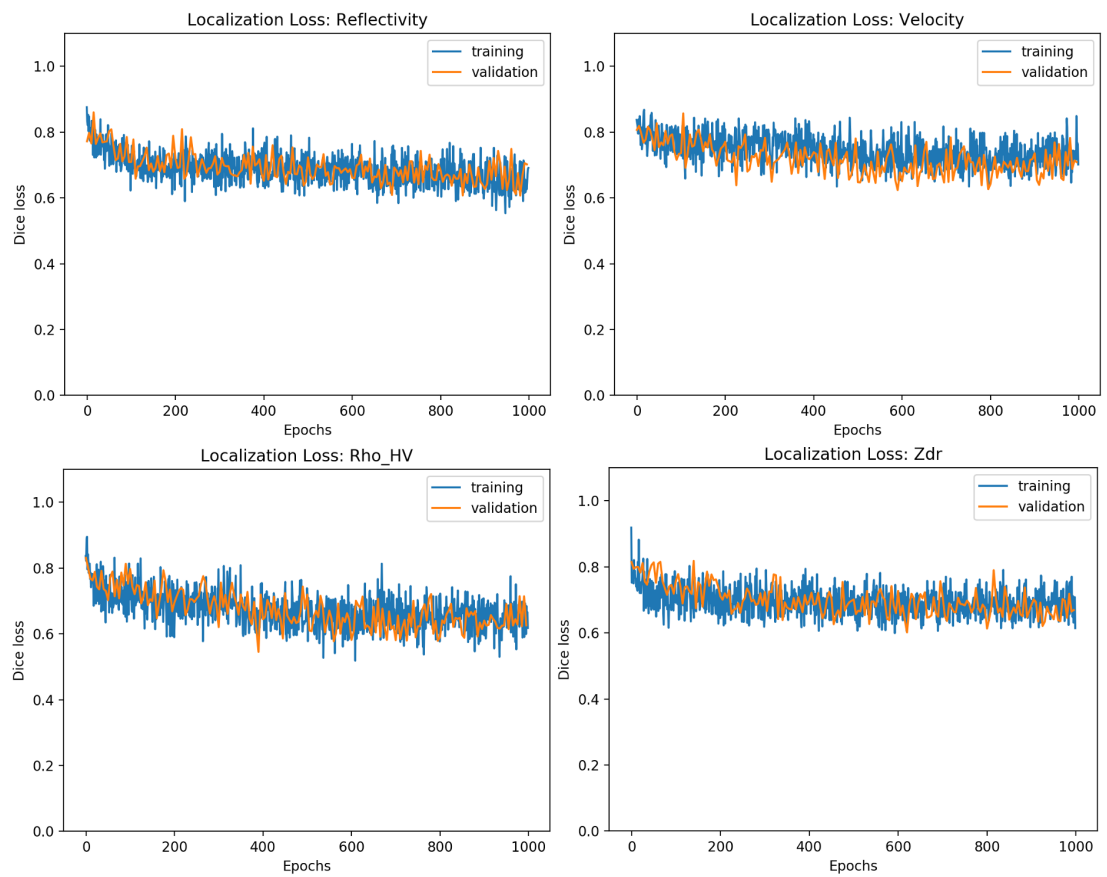 Localization Loss: Reflectivity
training
validation
1.0
0.8
0.6
0.4
0.2
0.0
Dice loss
0 200 400 600 800 1000
Epochs
Localization Loss: Velocity
training
validation
1.0
0.8
0.6
0.4
0.2
0.0
Dice loss
0 200 400 600 800 1000
Epochs
Localization Loss: Rho_HV
training
validation
1.0
0.8
0.6
0.4
0.2
0.0
Dice loss
0 200 400 600 800 1000
Epochs
Localization Loss: Zdr
training
validation
1.0
0.8
0.6
0.4
0.2
0.0
Dice loss
0 200 400 600 800 1000
Epochs